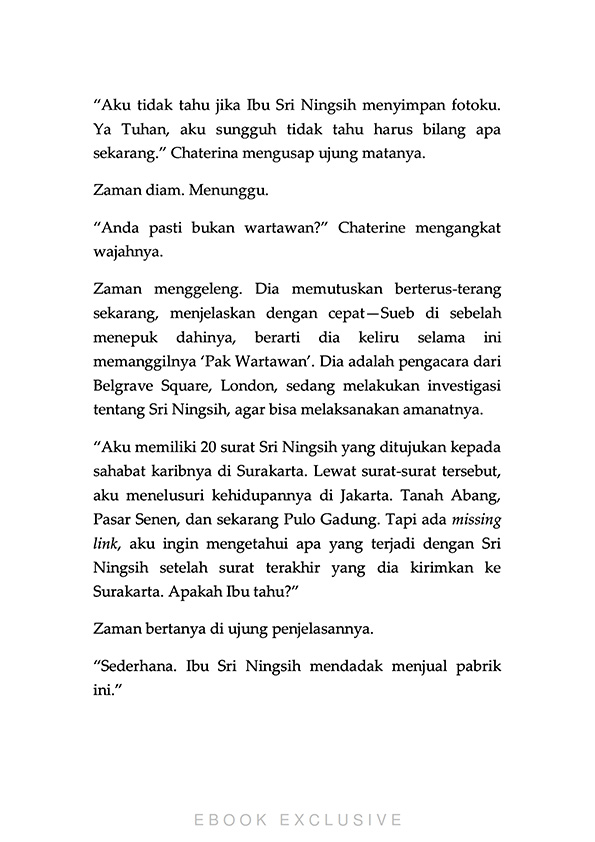 “Aku tidak tahu jika Ibu Sri Ningsih menyimpan fotoku.
Ya Tuhan, aku sungguh tidak tahu harus bilang apa
sekarang.” Chaterina mengusap ujung matanya.
Zaman diam. Menunggu.
“Anda pasti bukan wartawan?” Chaterine mengangkat
wajahnya.
Zaman menggeleng. Dia memutuskan berterus-terang
sekarang, menjelaskan dengan cepat—Sueb di sebelah
menepuk dahinya, berarti dia keliru selama ini
memanggilnya ‘Pak Wartawan’. Dia adalah pengacara dari
Belgrave Square, London, sedang melakukan investigasi
tentang Sri Ningsih, agar bisa melaksanakan amanatnya.
“Aku memiliki 20 surat Sri Ningsih yang ditujukan kepada
sahabat karibnya di Surakarta. Lewat surat-surat tersebut,
aku menelusuri kehidupannya di Jakarta. Tanah Abang,
Pasar Senen, dan sekarang Pulo Gadung. Tapi ada missing
link, aku ingin mengetahui apa yang terjadi dengan Sri
Ningsih setelah surat terakhir yang dia kirimkan ke
Surakarta. Apakah Ibu tahu?”
Zaman bertanya di ujung penjelasannya.
“Sederhana. Ibu Sri Ningsih mendadak menjual pabrik
ini.”
EBOOK EXCLUSIVE